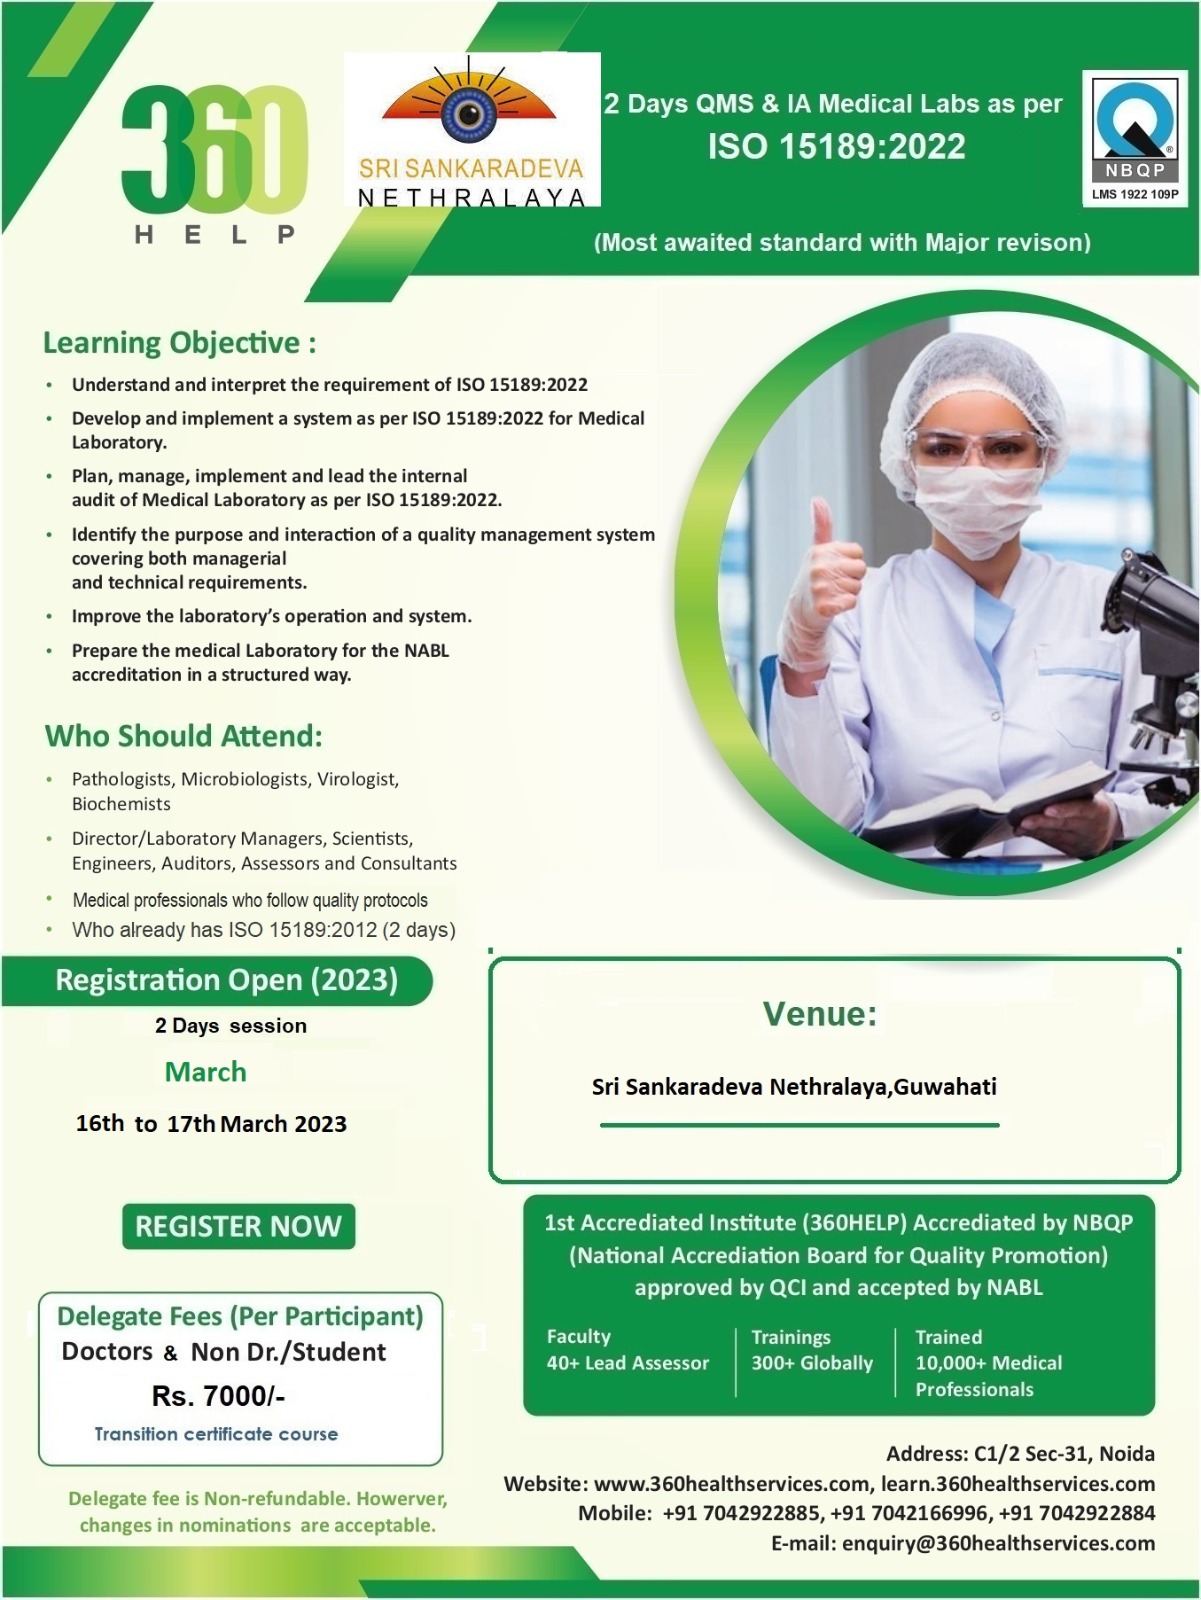 360
HELP
SRI SANKARADEVA
NETHRALAYA
2 Days QMS & IA Medical Labs as per
ISO 15189:2022
(Most awaited standard with Major revison)
®
NBQP
LMS 1922 109P
Learning Objective :
• Understand and interpret the requirement of ISO 15189:2022
• Develop and implement a system as per ISO 15189:2022 for Medical
Laboratory.
• Plan, manage, implement and lead the internal
audit of Medical Laboratory as per ISO 15189:2022.
• Identify the purpose and interaction of a quality management system
covering both managerial
and technical requirements.
• Improve the laboratory's operation and system.
• Prepare the medical Laboratory for the NABL
accreditation in a structured way.
Who Should Attend:
• Pathologists, Microbiologists, Virologist,
Biochemists
• Director/Laboratory Managers, Scientists,
Engineers, Auditors, Assessors and Consultants
• Medical professionals who follow quality protocols
• Who already has ISO 15189:2012 (2 days)
Registration Open (2023)
2 Days session
March
16th to 17th March 2023
REGISTER NOW
Delegate Fees (Per Participant)
Doctors & Non Dr./Student
Rs. 7000/-
Transition certificate course
Delegate fee is Non-refundable. Howerver,
changes in nominations are acceptable.
Venue:
Sri Sankaradeva Nethralaya,Guwahati
1st Accrediated Institute (360HELP) Accrediated by NBQP
(National Accrediation Board for Quality Promotion)
approved by QCI and accepted by NABL
Faculty
40+ Lead Assessor
Trainings
300+ Globally
Trained
10,000+ Medical
Professionals
Address: C1/2 Sec-31, Noida
Website: www.360healthservices.com, learn.360healthservices.com
Mobile: +91 7042922885, +91 7042166996, +91 7042922884
E-mail: enquiry@360healthservices.com